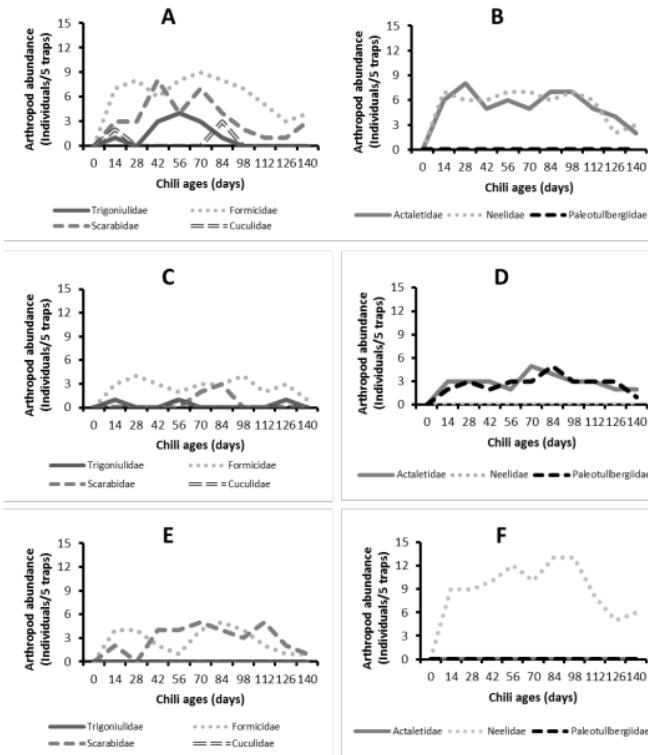 A
Arthropod abundance
(Individuals/5 traps)
15
12
9
6
3
0
0 14 28 42 56 70 84 98 112 126 140
Chili ages (days)
Trigoniulidae Formicidae
Scarabidae Cuculidae
B
Arthropod abundance
(Individuals/5 traps)
15
12
9
6
3
0
0 14 28 42 56 70 84 98 112 126 140
Chili ages (days)
Actaletidae Neelidae Paleotullbergiidae
C
Arthropod abundance
(Individuals/5 traps)
15
12
9
6
3
0
0 14 28 42 56 70 84 98 112 126 140
Chili ages (days)
Trigoniulidae Formicidae
Scarabidae Cuculidae
D
Arthropod abundance
(Individuals/5 traps)
15
12
9
6
3
0
0 14 28 42 56 70 84 98 112 126 140
Chili ages (days)
Actaletidae Neelidae Paleotullbergiidae
E
Arthropod abundance
(Individuals/5 traps)
15
12
9
6
3
0
0 14 28 42 56 70 84 98 112 126 140
Chili ages (days)
Trigoniulidae Formicidae
Scarabidae Cuculidae
F
Arthropod abundance
(Individuals/5 traps)
15
12
9
6
3
0
0 14 28 42 56 70 84 98 112 126 140
Chili ages (days)
Actaletidae Neelidae Paleotullbergiidae